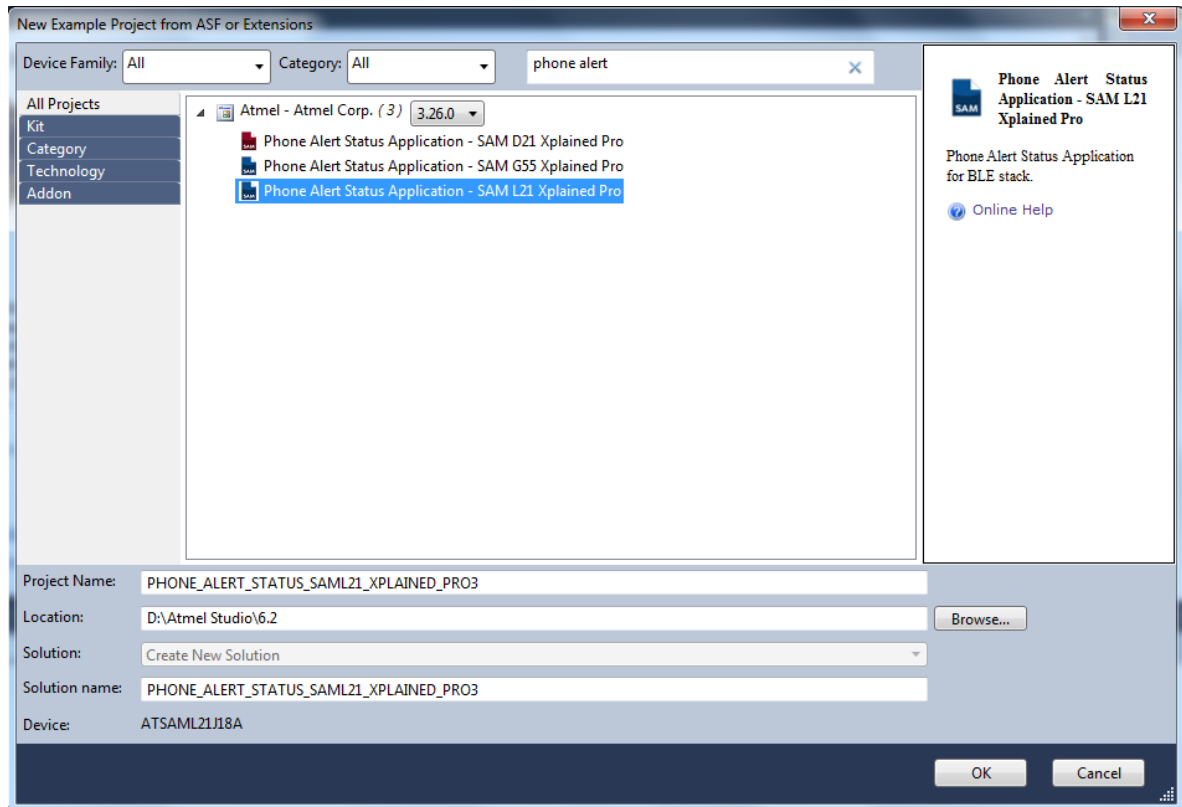 New Example Project from ASF or Extensions
Device Family: All Category: All phone alert
All Projects
Kit
Category
Technology
Addon
Atmel - Atmel Corp. (3) 3.26.0
SAM Phone Alert Status Application - SAM D21 Xplained Pro
SAM Phone Alert Status Application - SAM G55 Xplained Pro
SAM Phone Alert Status Application - SAM L21 Xplained Pro
SAM
Phone Alert Status
Application - SAM L21
Xplained Pro
Phone Alert Status Application
for BLE stack.
Online Help
Project Name: PHONE_ALERT_STATUS_SAML21_XPLAINED_PRO3
Location: D:\Atmel Studio\6.2 Browse...
Solution: Create New Solution
Solution name: PHONE_ALERT_STATUS_SAML21_XPLAINED_PRO3
Device: ATSAML21J18A
OK Cancel